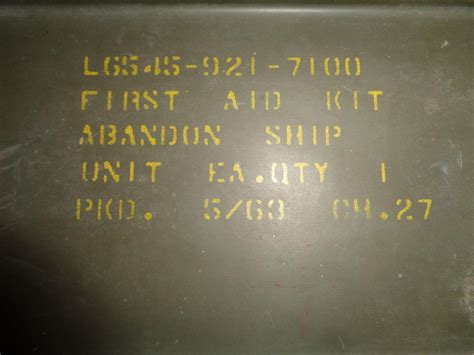 L6545-921-7100
FIRST AID KIT
ABANDON SHIP
UNIT EA.QTY 1
PKD. 5/63 CH.27